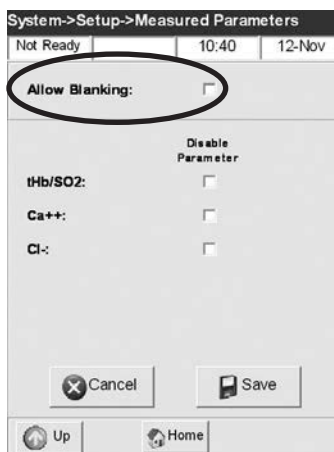 System->Setup->Measured Parameters
Not Ready 10:40 12-Nov
Allow Blanking:
Disable
Parameter
tHb/SO2:
Ca++:
Cl-:
Cancel Save
Up Home